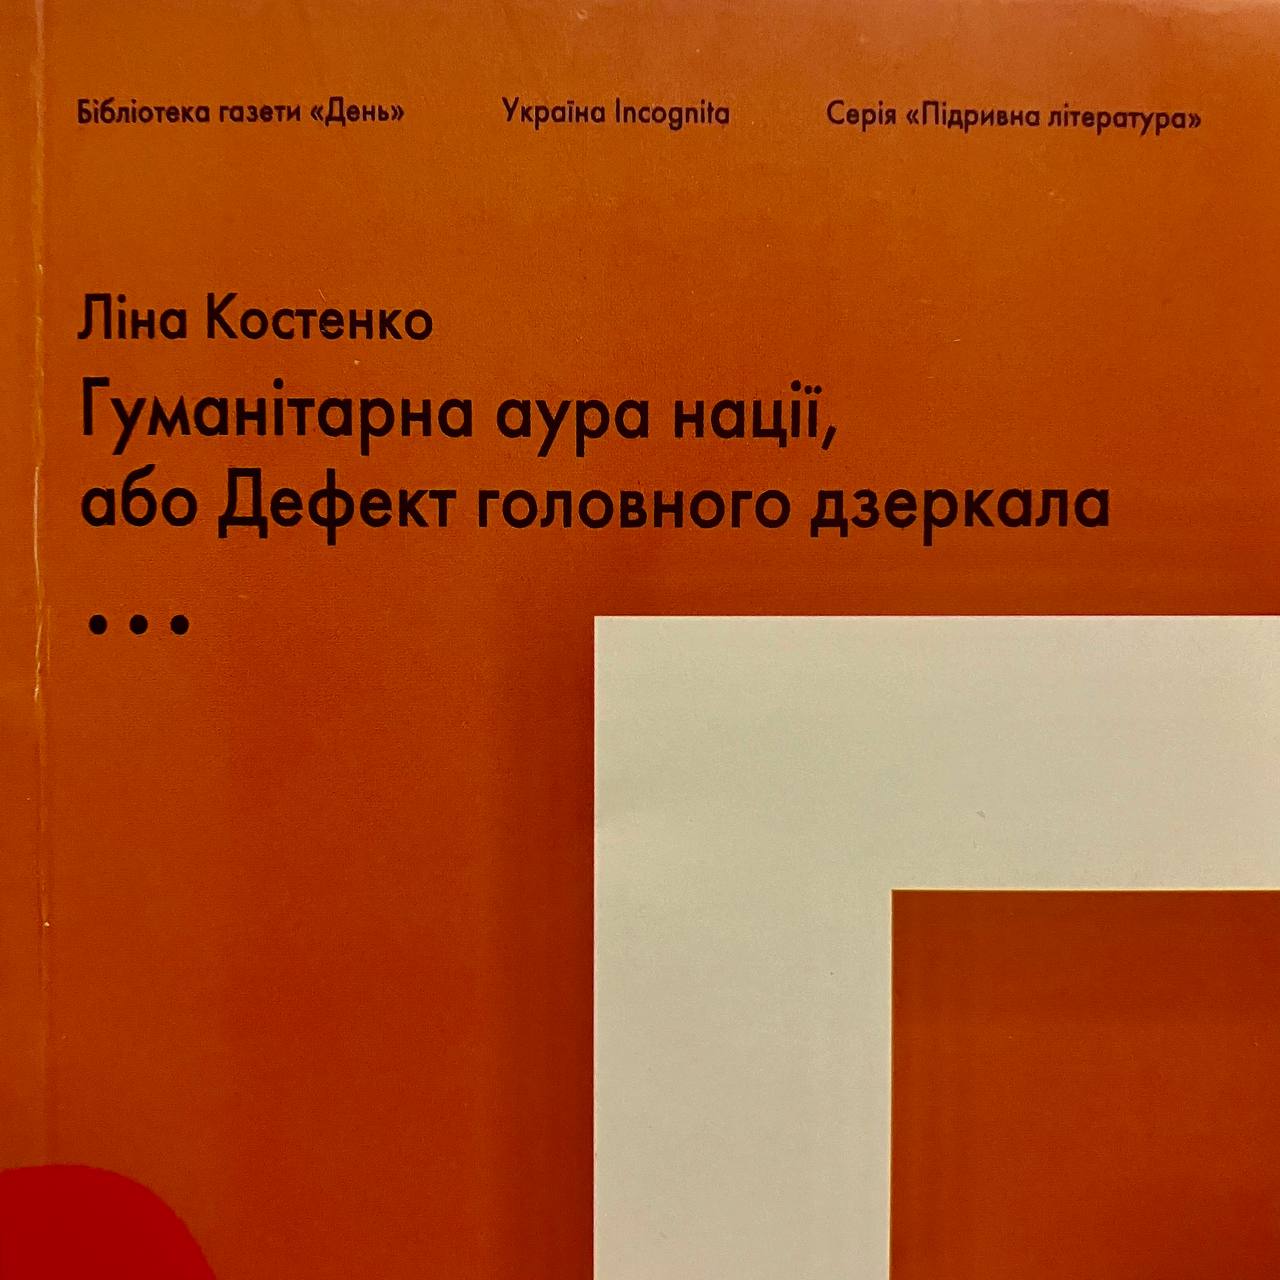 Бібліотека газети «День» Україна Incognita Серія «Підривна література»
Ліна Костенко
Гуманітарна аура нації,
або Дефект головного дзеркала
...